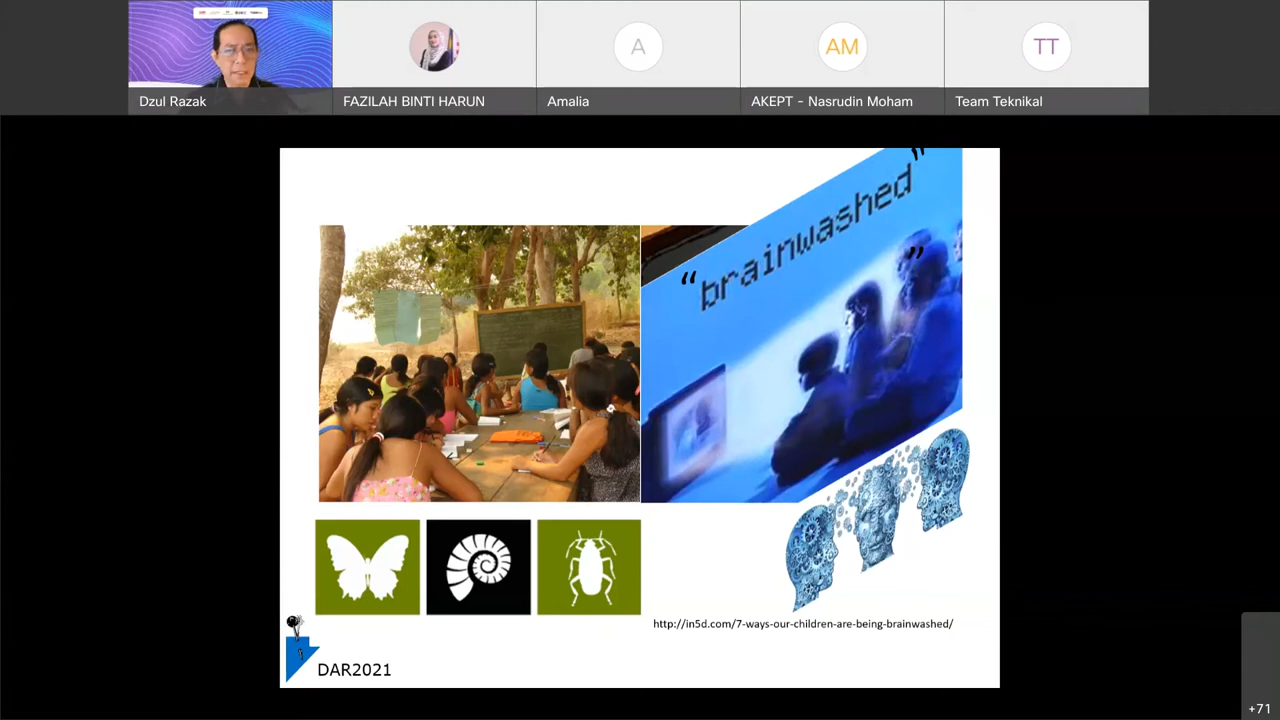 A
AM
TT
Dzul Razak
FAZILAH BINTI HARUN
Amalia
AKEPT - Nasrudin Moham
Team Teknikal
“brainwashed”
”
http://in5d.com/7-ways-our-children-are-being-brainwashed/
DAR2021
+71